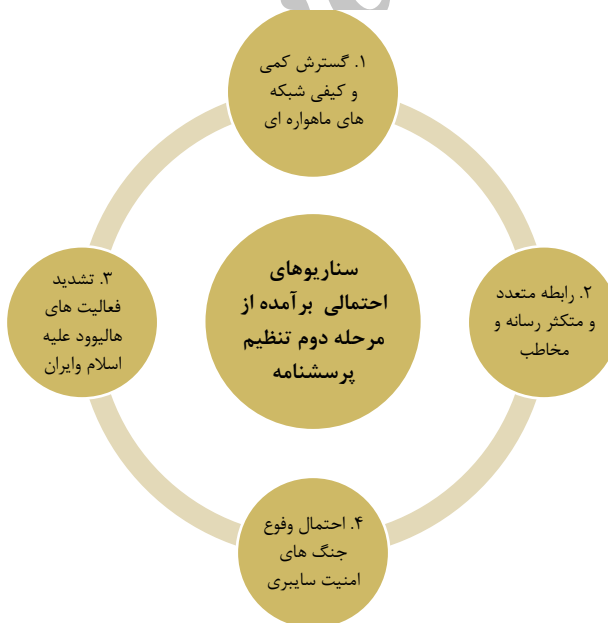 ۱. گسترش کمی
و کیفی شبکه
های ماهواره ای
سناریوهای
احتمالی برآمده از
مرحله دوم تنظیم
پرسشنامه
۲. رابطه متعدد
و متکثر رسانه و
مخاطب
۳. تشدید
فعالیت های
هالیوود علیه
اسلام وایران
۴. احتمال وقوع
جنگ های
امنیت سایبری